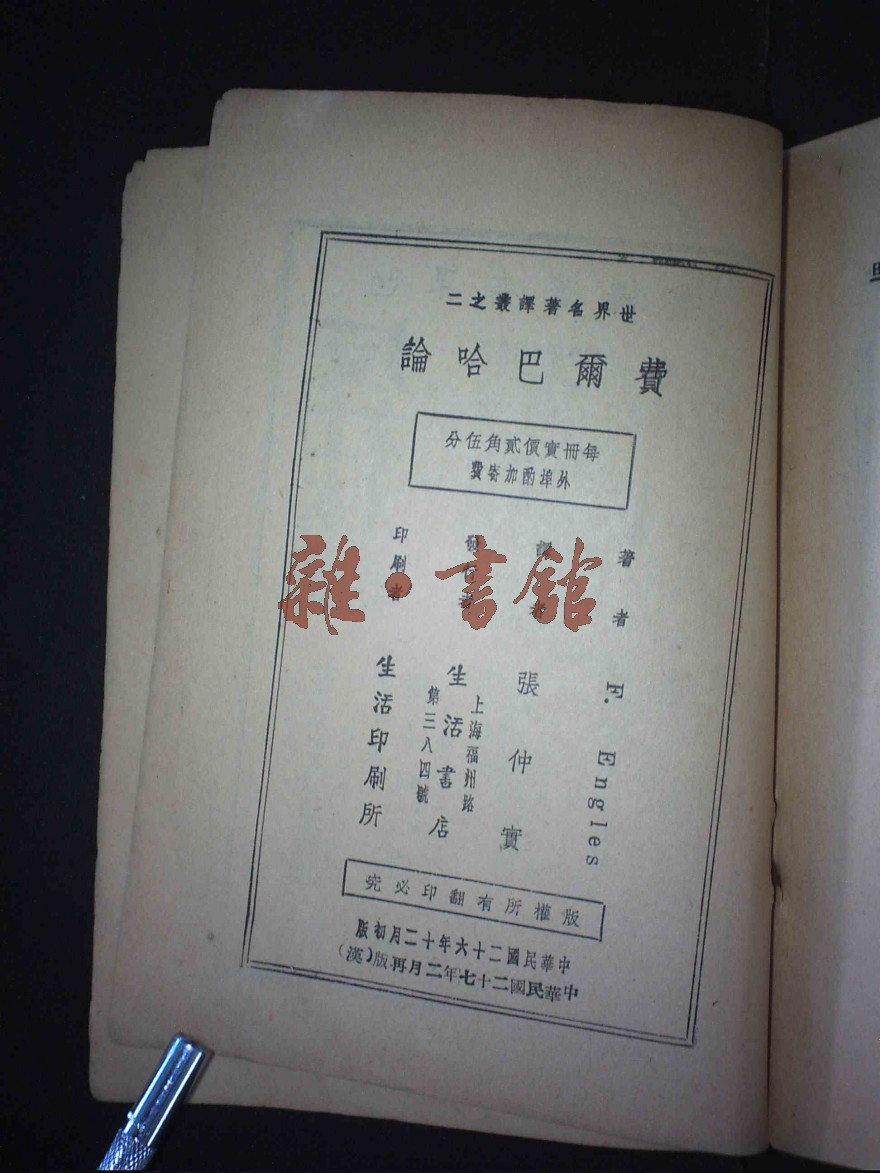 世界名著譯叢之二
費爾巴哈論
每冊實價貳角伍分
外埠酌加寄費
著者 F. Engles
譯者 張仲實
發行者 生活書店
上海福州路
第三八四號
印刷者 生活印刷所
版權所有翻印必究
中華民國二十六年十二月初版
中華民國二十七年二月再版(漢)
雜·書館